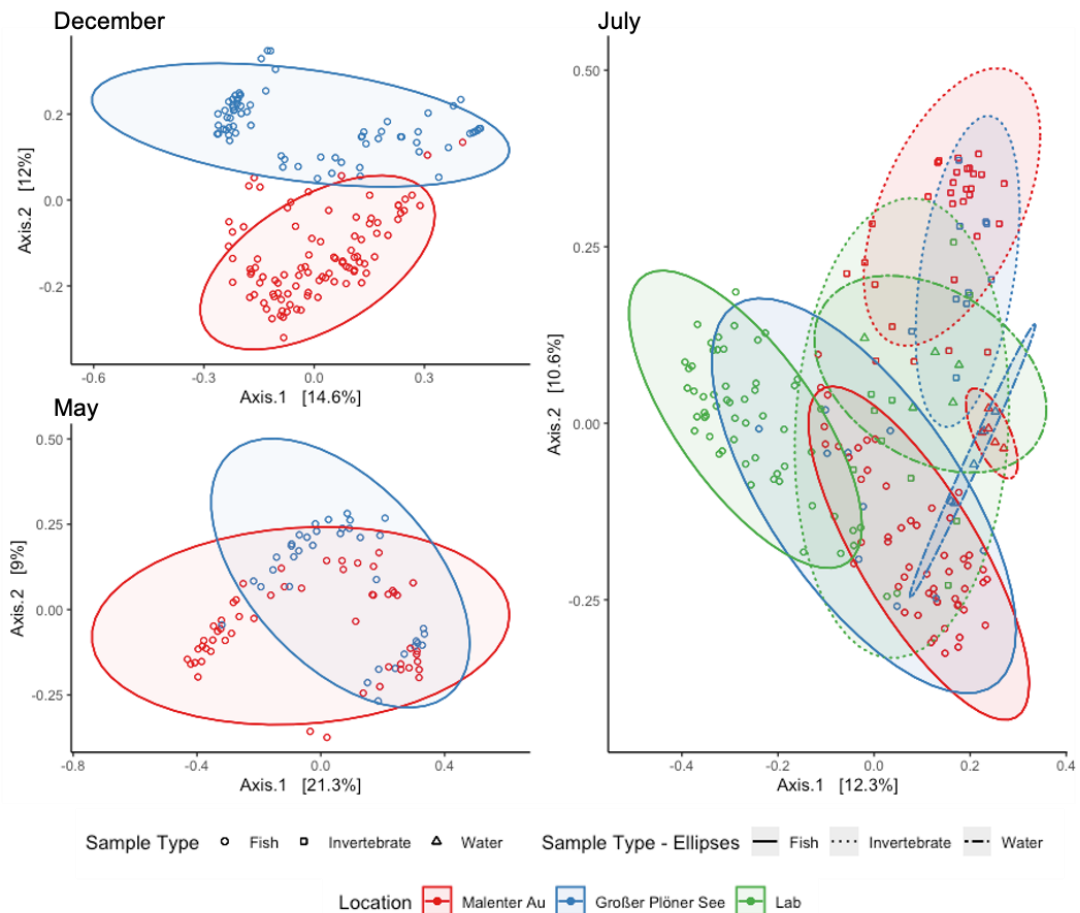 December
0.2
0.0
-0.2
Axis.2 [12%]
-0.6 -0.3 0.0 0.3
Axis.1 [14.6%]
May
0.50
0.25
0.00
-0.25
Axis.2 [9%]
-0.8 -0.4 0.0 0.4
Axis.1 [21.3%]
July
0.50
0.25
0.00
-0.25
Axis.2 [10.6%]
-0.4 -0.2 0.0 0.2 0.4
Axis.1 [12.3%]
Sample Type Fish Invertebrate Water Sample Type - Ellipses Fish Invertebrate Water
Location Malenter Au Großer Plöner See Lab